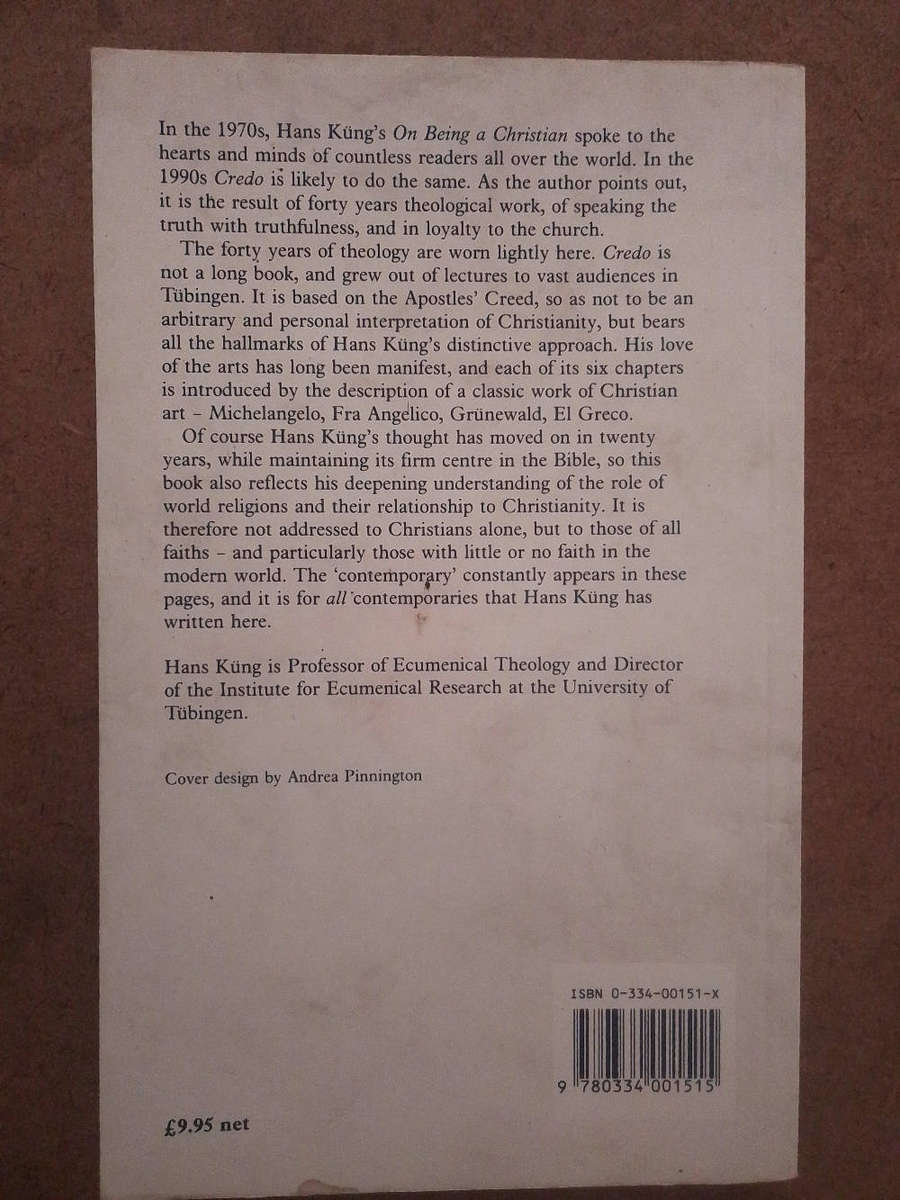 In the 1970s, Hans Küng's On Being a Christian spoke to the
hearts and minds of countless readers all over the world. In the
1990s Credo is likely to do the same. As the author points out,
it is the result of forty years theological work, of speaking the
truth with truthfulness, and in loyalty to the church.
The forty years of theology are worn lightly here. Credo is
not a long book, and grew out of lectures to vast audiences in
Tübingen. It is based on the Apostles' Creed, so as not to be an
arbitrary and personal interpretation of Christianity, but bears
all the hallmarks of Hans Küng's distinctive approach. His love
of the arts has long been manifest, and each of its six chapters
is introduced by the description of a classic work of Christian
art – Michelangelo, Fra Angelico, Grünewald, El Greco.
Of course Hans Küng's thought has moved on in twenty
years, while maintaining its firm centre in the Bible, so this
book also reflects his deepening understanding of the role of
world religions and their relationship to Christianity. It is
therefore not addressed to Christians alone, but to those of all
faiths – and particularly those with little or no faith in the
modern world. The 'contemporary' constantly appears in these
pages, and it is for all contemporaries that Hans Küng has
written here.
Hans Küng is Professor of Ecumenical Theology and Director
of the Institute for Ecumenical Research at the University of
Tübingen.
Cover design by Andrea Pinnington
ISBN 0-334-00151-X
9 780334 001515
£9.95 net